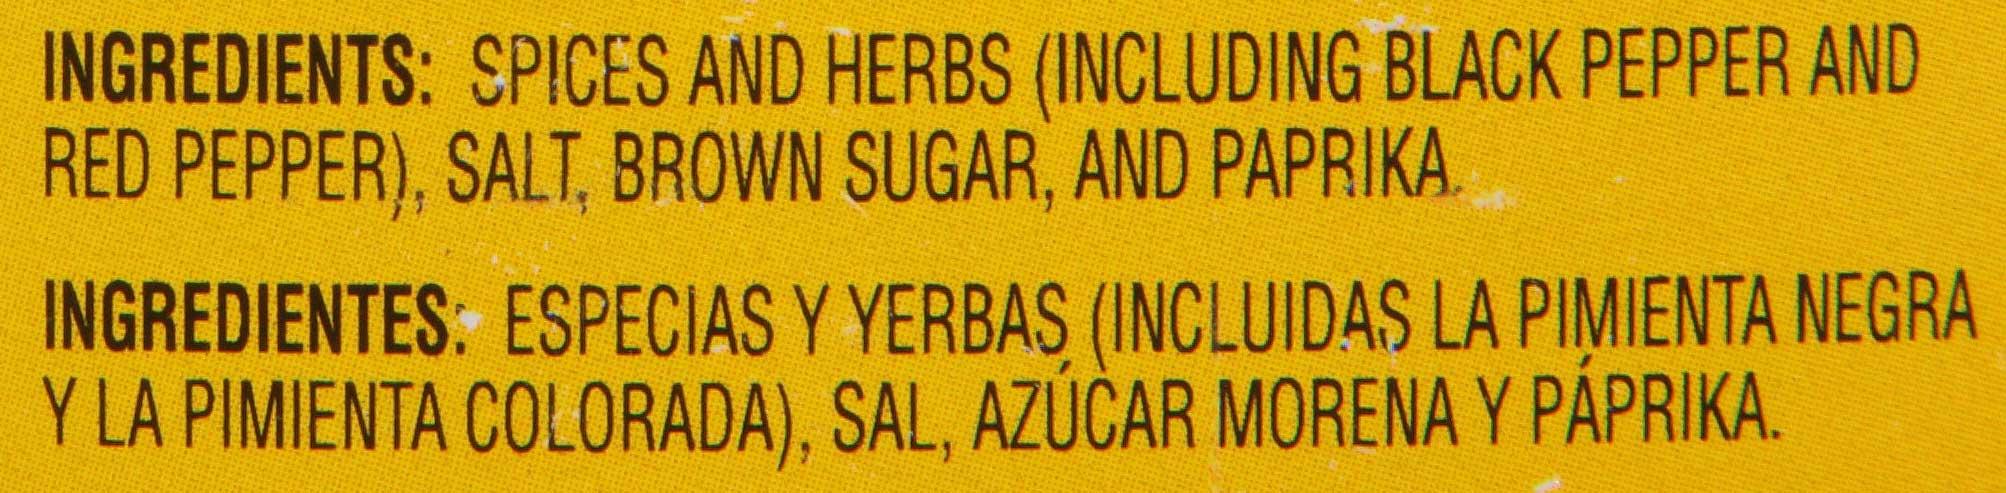 INGREDIENTS: SPICES AND HERBS (INCLUDING BLACK PEPPER AND
RED PEPPER), SALT, BROWN SUGAR, AND PAPRIKA.
INGREDIENTES: ESPECIAS Y YERBAS (INCLUIDAS LA PIMIENTA NEGRA
Y LA PIMIENTA COLORADA), SAL, AZÚCAR MORENA Y PÁPRIKA.